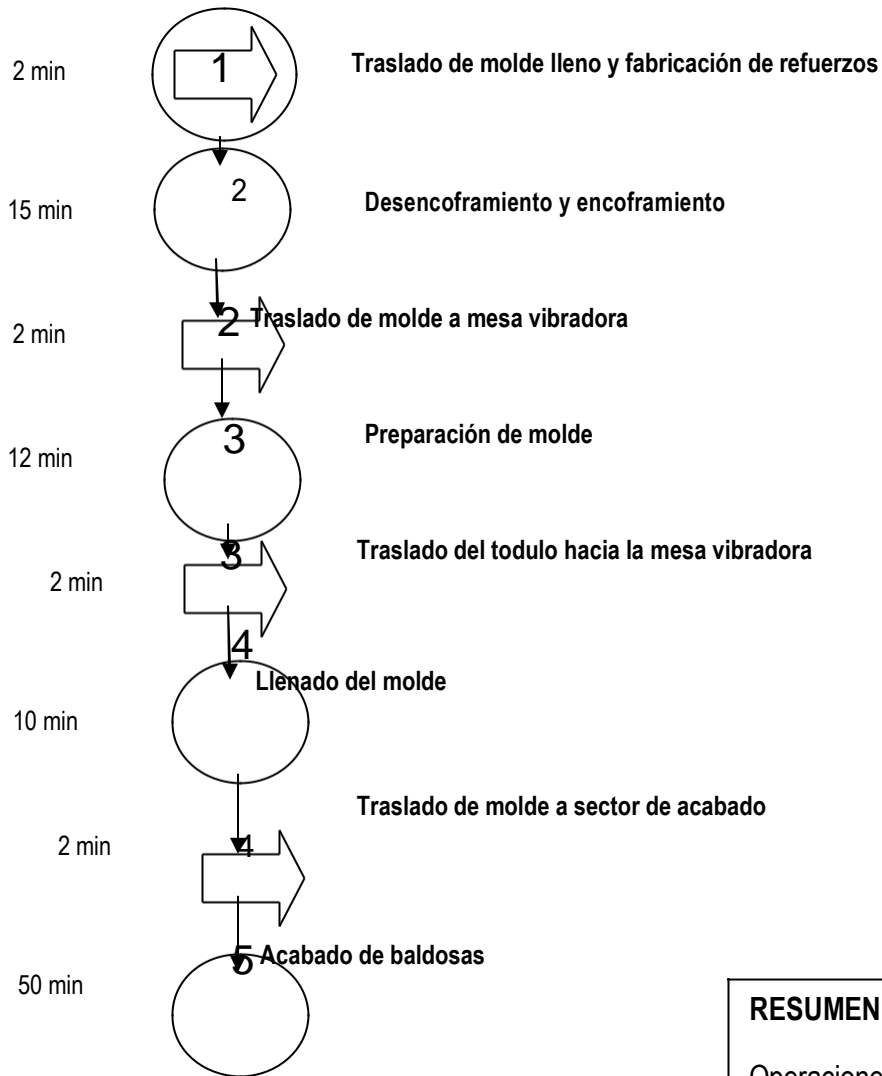 2 min
1
Traslado de molde lleno y fabricación de refuerzos
15 min
2
Desencoframiento y encoframiento
2 min
2
Traslado de molde a mesa vibradora
12 min
3
Preparación de molde
2 min
3
Traslado del todulo hacia la mesa vibradora
10 min
4
Llenado del molde
2 min
4
Traslado de molde a sector de acabado
50 min
5
Acabado de baldosas
RESUMEN